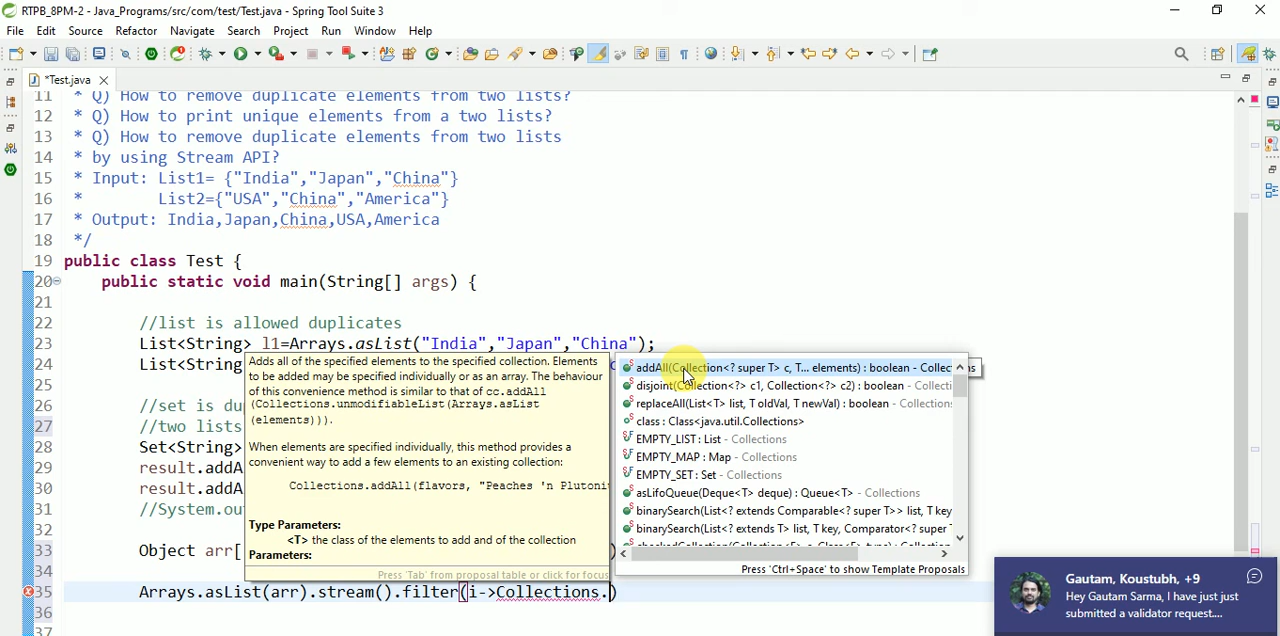 RTPB_8PM-2 - Java_Programs/src/com/test/Test.java - Spring Tool Suite 3
File Edit Source Refactor Navigate Search Project Run Window Help
*Test.java
11 * Q) How to remove duplicate elements from two lists?
12 * Q) How to print unique elements from a two lists?
13 * Q) How to remove duplicate elements from two lists
14 * by using Stream API?
15 * Input: List1= {"India","Japan","China"}
16 * List2={"USA","China","America"}
17 * Output: India,Japan,China,USA,America
18 */
19 public class Test {
20 public static void main(String[] args) {
21
22 //list is allowed duplicates
23 List<String> l1=Arrays.asList("India","Japan","China");
24 List<String>
25
26 //set is du
27 //two lists
28 Set<String>
29 result.addA
30 result.addA
31 //System.ou
32
33 Object arr[ )
34
35 Arrays.asList(arr).stream().filter(i->Collections.)
36
37
Adds all of the specified elements to the specified collection. Elements
to be added may be specified individually or as an array. The behaviour
of this convenience method is similar to that of cc.addAll
(Collections.unmodifiableList(Arrays.asList
(elements))).
When elements are specified individually, this method provides a
convenient way to add a few elements to an existing collection:
Collections.addAll(flavors, "Peaches 'n Plutoni
Type Parameters:
<T> the class of the elements to add and of the collection
Parameters:
Press 'Tab' from proposal table or click for focus
addAll(Collection<? super T> c, T... elements) : boolean - Collections
disjoint(Collection<?> c1, Collection<?> c2) : boolean - Collecti
replaceAll(List<T> list, T oldVal, T newVal) : boolean - Collections
class : Class<java.util.Collections>
EMPTY_LIST : List - Collections
EMPTY_MAP : Map - Collections
EMPTY_SET : Set - Collections
asLifoQueue(Deque<T> deque) : Queue<T> - Collections
binarySearch(List<? extends Comparable<? super T>> list, T key
binarySearch(List<? extends T> list, T key, Comparator<? super T
Press 'Ctrl+Space' to show Template Proposals
Gautam, Koustubh, +9
Hey Gautam Sarma, I have just just
submitted a validator request....